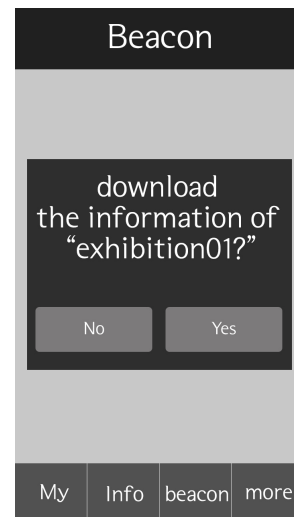 Beacon
download
the information of
“exhibition01?”
No Yes
My Info beacon more